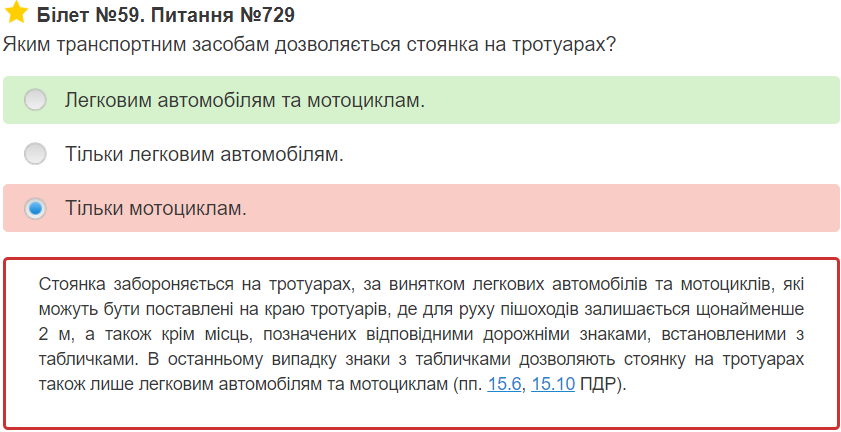 Білет №59. Питання №729
Яким транспортним засобам дозволяється стоянка на тротуарах?
Легковим автомобілям та мотоциклам.
Тільки легковим автомобілям.
Тільки мотоциклам.
Стоянка забороняється на тротуарах, за винятком легкових автомобілів та мотоциклів, які
можуть бути поставлені на краю тротуарів, де для руху пішоходів залишається щонайменше
2 м, а також крім місць, позначених відповідними дорожніми знаками, встановленими з
табличками. В останньому випадку знаки з табличками дозволяють стоянку на тротуарах
також лише легковим автомобілям та мотоциклам (пп. 15.6, 15.10 ПДР).